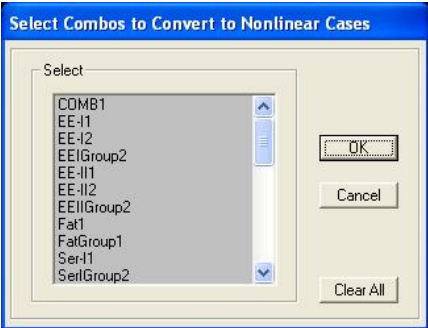 Select Combos to Convert to Nonlinear Cases
Select
COMB1
EE-I1
EE-I2
EEIGroup2
EE-II1
EE-II2
EEIIGroup2
Fat1
FatGroup1
Ser-I1
SerIGroup2
OK
Cancel
Clear All